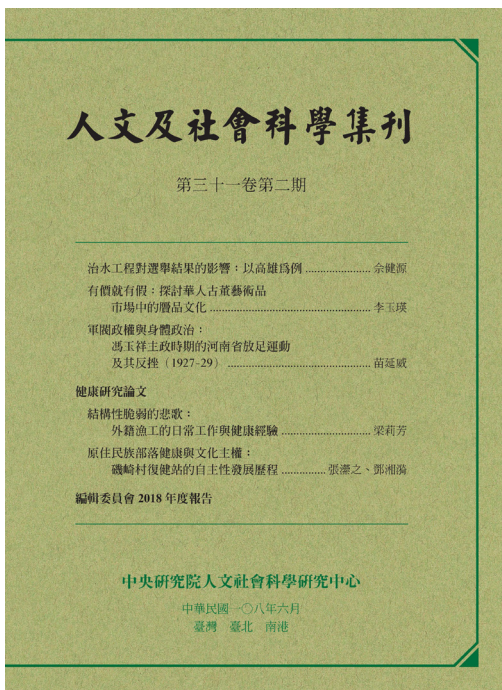 人文及社會科學集刊
第三十一卷第二期
治水工程對選舉結果的影響：以高雄為例 ...................... 佘健源
有價就有假：探討華人古董藝術品
市場中的贋品文化 ...................................................... 李玉瑛
軍閥政權與身體政治：
馮玉祥主政時期的河南省放足運動
及其反挫（1927-29） ................................................ 苗延威
健康研究論文
結構性脆弱的悲歌：
外籍漁工的日常工作與健康經驗 .............................. 梁莉芳
原住民族部落健康與文化主權：
磯崎村復健站的自主性發展歷程 ............... 張瀠之、鄧湘漪
編輯委員會 2018 年度報告
中央研究院人文社會科學研究中心
中華民國一〇八年六月
臺灣 臺北 南港